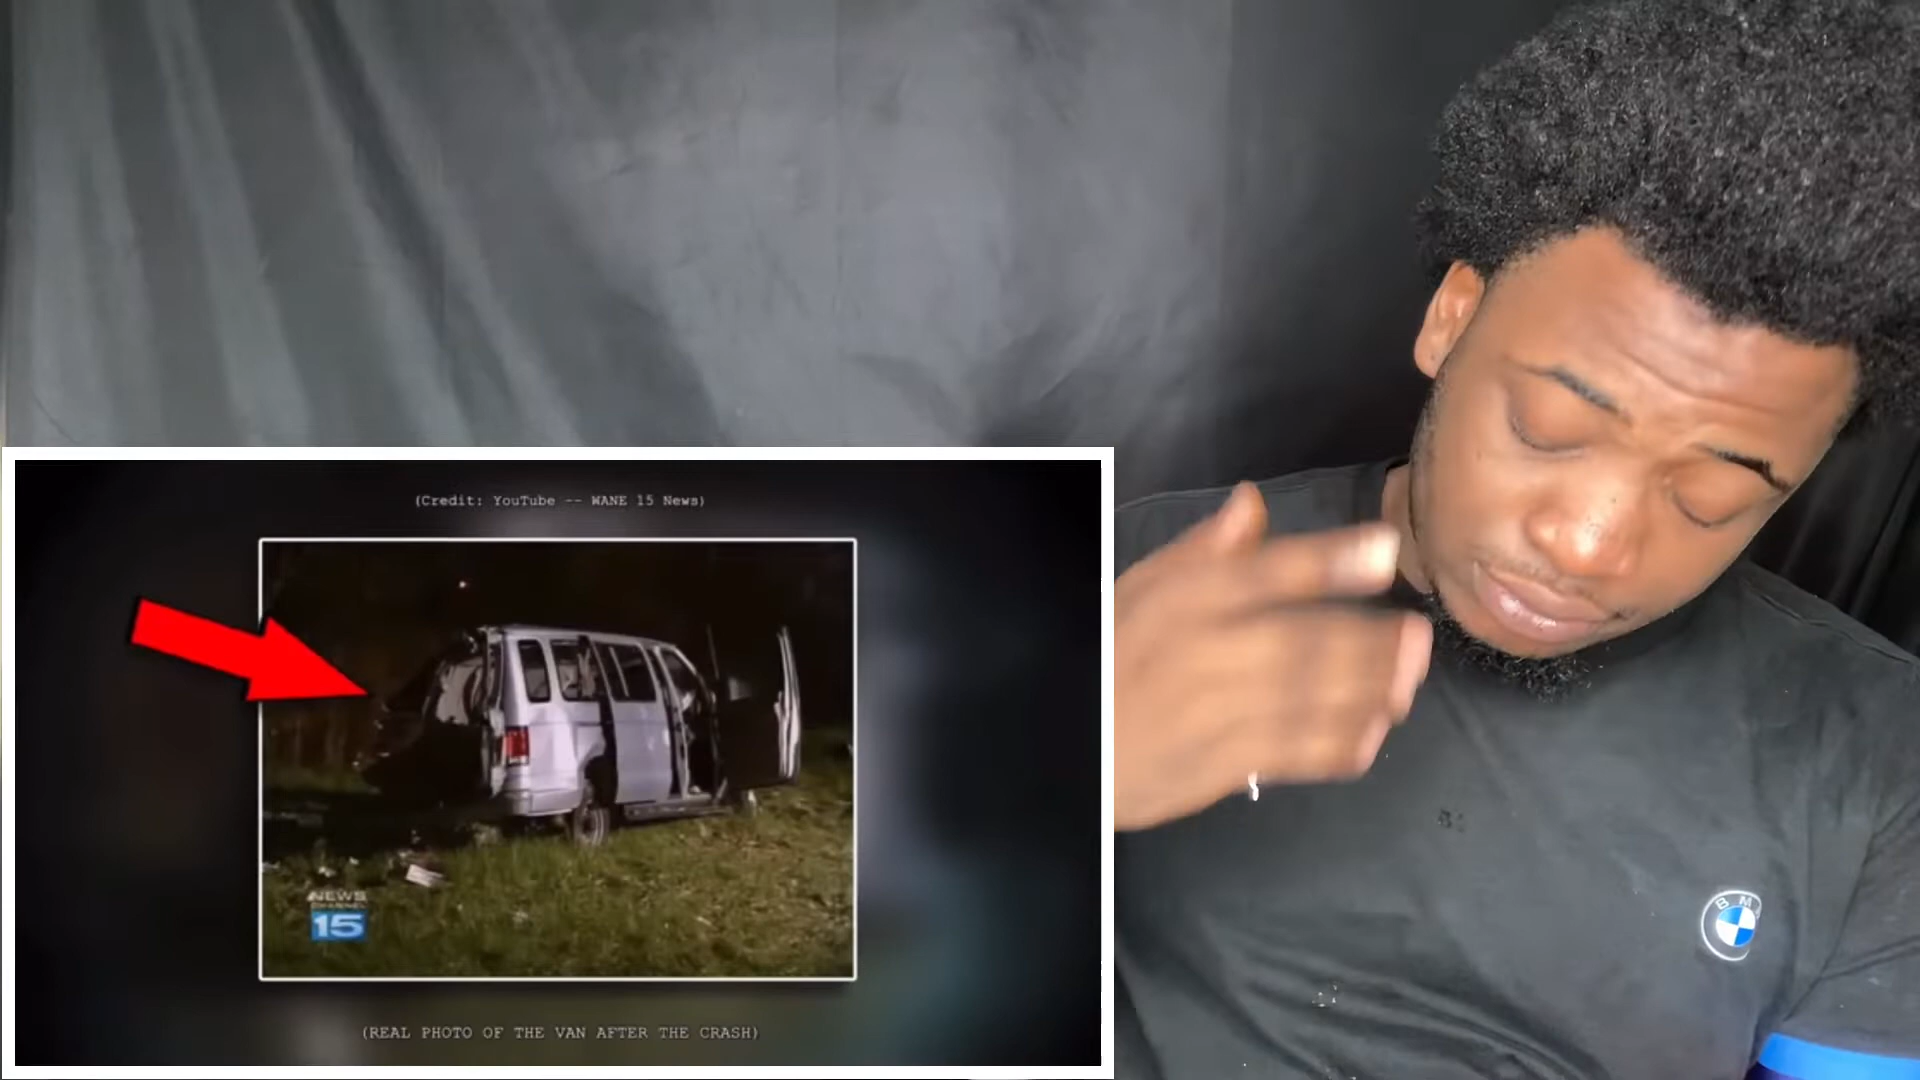 (Credit: YouTube -- WANE 15 News)
NEWS
CHANNEL
15
(REAL PHOTO OF THE VAN AFTER THE CRASH)
BMW